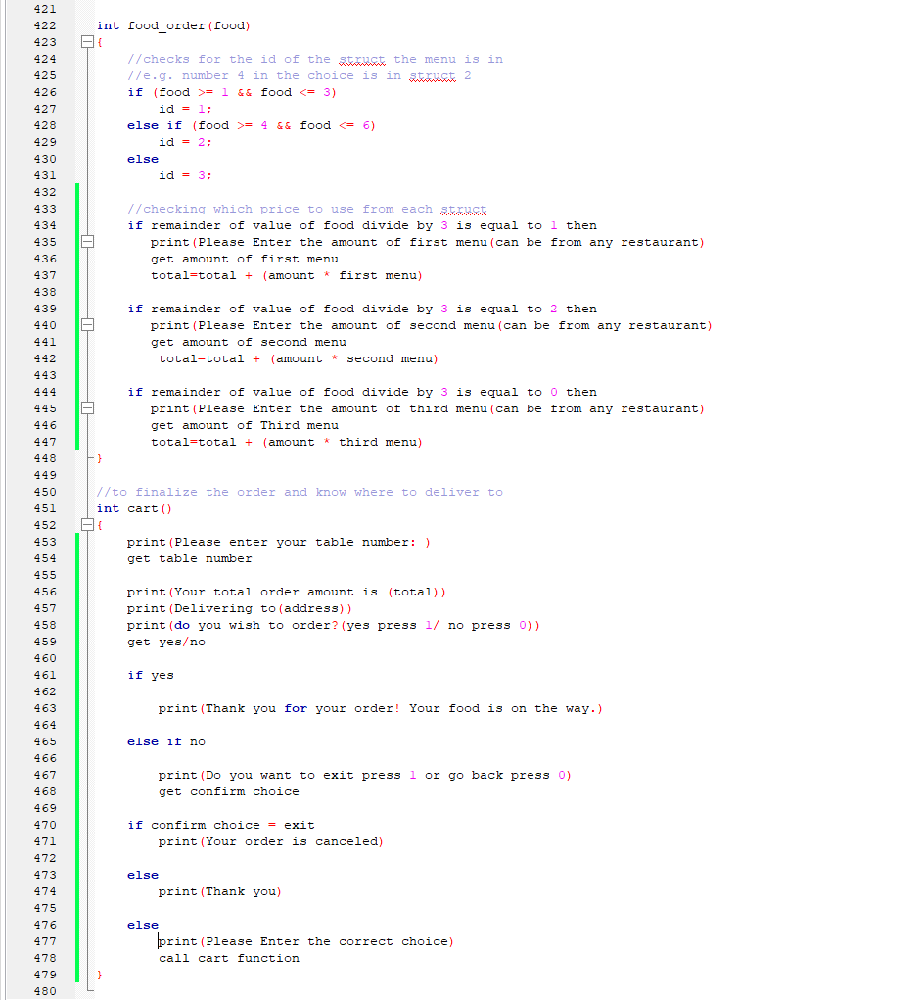 421
422 int food_order(food)
423 {
424 //checks for the id of the struct the menu is in
425 //e.g. number 4 in the choice is in struct 2
426 if (food >= 1 && food <= 3)
427 id = 1;
428 else if (food >= 4 && food <= 6)
429 id = 2;
430 else
431 id = 3;
432
433 //checking which price to use from each struct
434 if remainder of value of food divide by 3 is equal to 1 then
435 print(Please Enter the amount of first menu(can be from any restaurant)
436 get amount of first menu
437 total=total + (amount * first menu)
438
439 if remainder of value of food divide by 3 is equal to 2 then
440 print(Please Enter the amount of second menu(can be from any restaurant)
441 get amount of second menu
442 total=total + (amount * second menu)
443
444 if remainder of value of food divide by 3 is equal to 0 then
445 print(Please Enter the amount of third menu(can be from any restaurant)
446 get amount of Third menu
447 total=total + (amount * third menu)
448 }
449
450 //to finalize the order and know where to deliver to
451 int cart()
452 {
453 print(Please enter your table number: )
454 get table number
455
456 print(Your total order amount is (total))
457 print(Delivering to(address))
458 print(do you wish to order?(yes press 1/ no press 0))
459 get yes/no
460
461 if yes
462
463 print(Thank you for your order! Your food is on the way.)
464
465 else if no
466
467 print(Do you want to exit press 1 or go back press 0)
468 get confirm choice
469
470 if confirm choice = exit
471 print(Your order is canceled)
472
473 else
474 print(Thank you)
475
476 else
477 print(Please Enter the correct choice)
478 call cart function
479 }
480